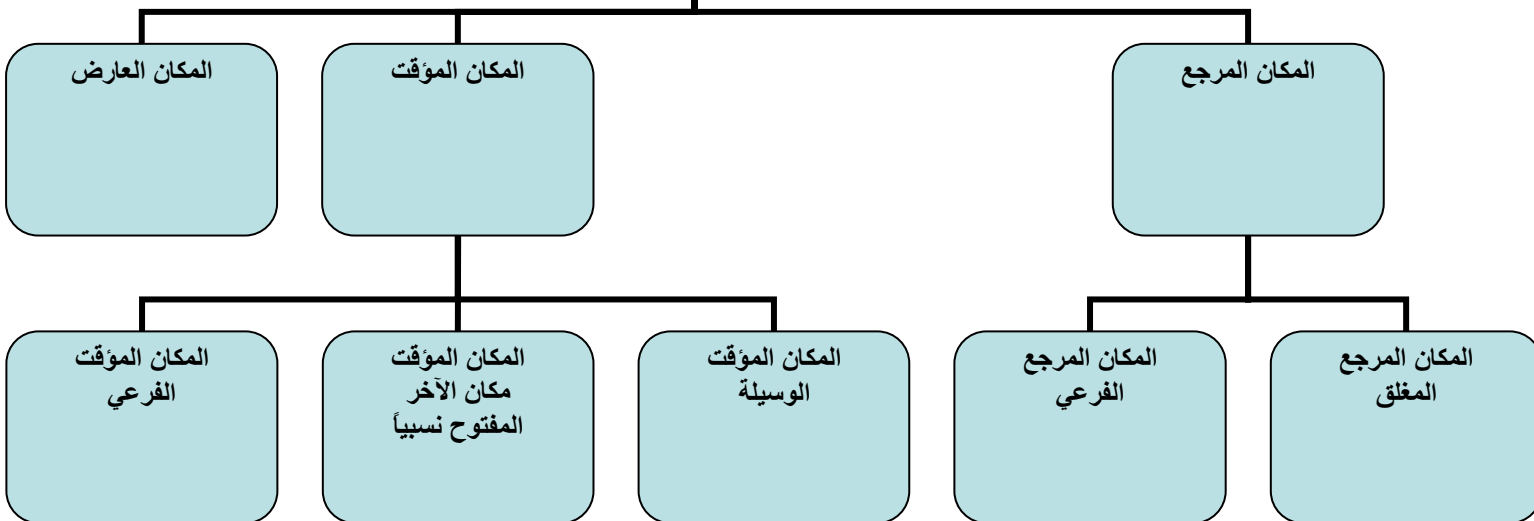 المكان المرجع
المكان المؤقت
المكان العارض
المكان المرجع
المغلق
المكان المرجع
الفرعي
المكان المؤقت
الوسيلة
المكان المؤقت
مكان الآخر
المفتوح نسبياً
المكان المؤقت
الفرعي